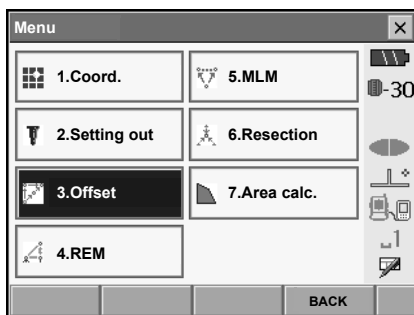 Menu
1.Coord.
5.MLM
-30
2.Setting out
6.Resection
3.Offset
7.Area calc.
4.REM
1
BACK